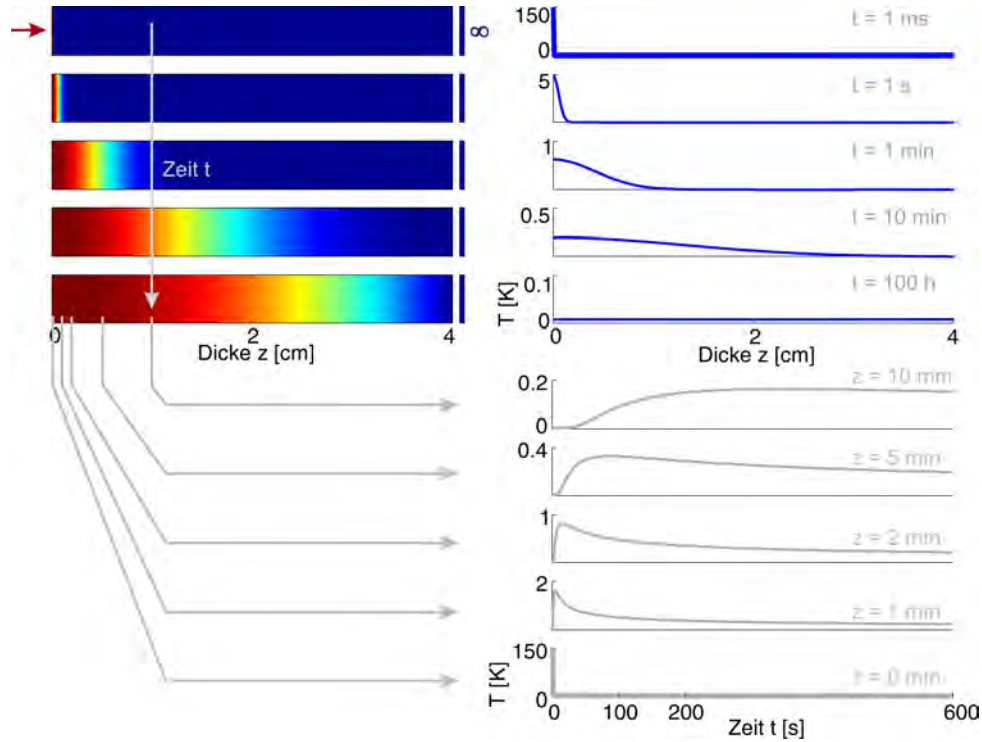 ∞
Zeit t
0
2
4
Dicke z [cm]
150
0
t = 1 ms
5
t = 1 s
1
t = 1 min
0.5
t = 10 min
0.1
0
T [K]
t = 100 h
0
2
4
Dicke z [cm]
0.2
0
z = 10 mm
0.4
z = 5 mm
1
z = 2 mm
2
z = 1 mm
150
0
T [K]
z = 0 mm
0
100
200
600
Zeit t [s]